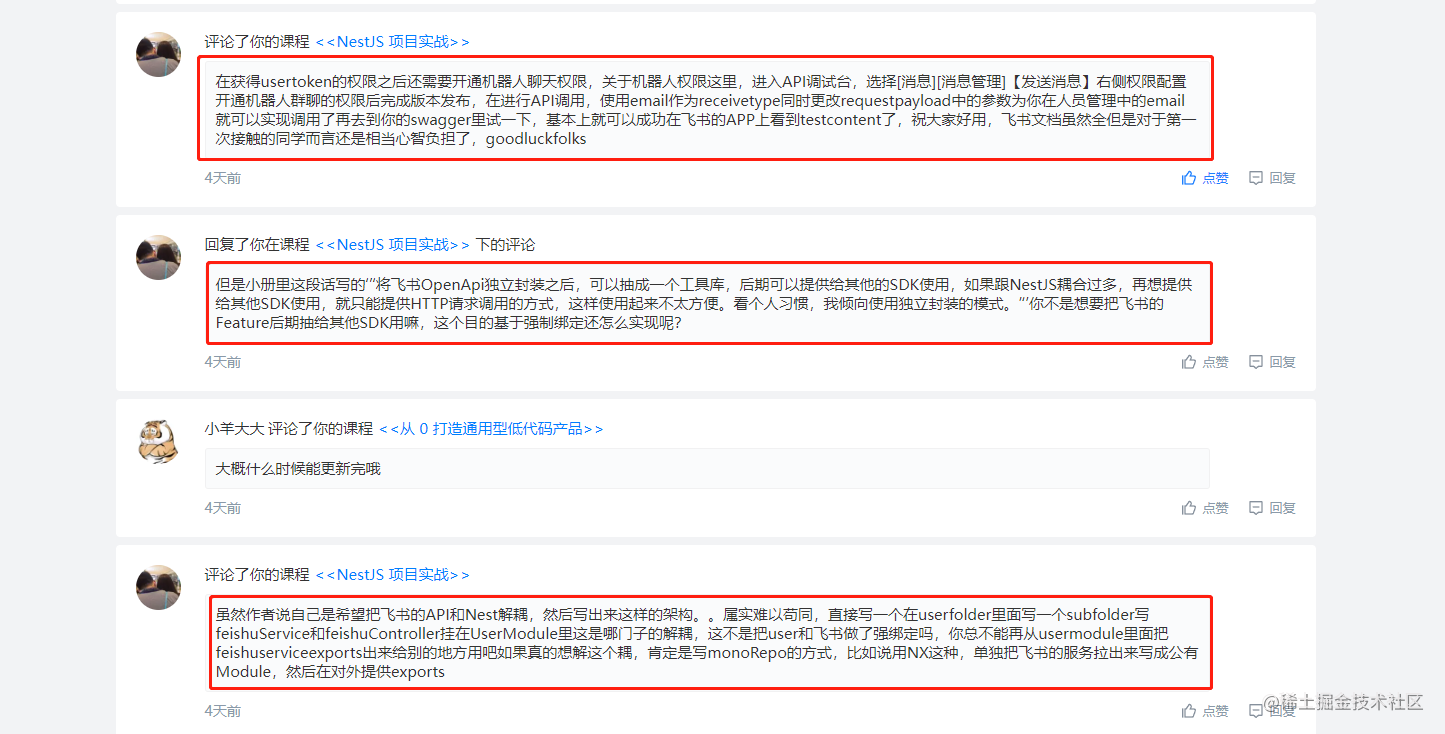 评论了你的课程 <<NestJS 项目实战>>
在获得usertoken的权限之后还需要开通机器人聊天权限，关于机器人权限这里，进入API调试台，选择[消息][消息管理]【发送消息】右侧权限配置
开通机器人群聊的权限后完成版本发布，在进行API调用，使用email作为receivetype同时更改requestpayload中的参数为你在人员管理中的email
就可以实现调用了再去到你的swagger里试一下，基本上就可以成功在飞书的APP上看到testcontent了，祝大家好用，飞书文档虽然全但是对于第一
次接触的同学而言还是相当心智负担了，goodluckfolks
4天前 点赞 回复
回复了你在课程 <<NestJS 项目实战>> 下的评论
但是小册里这段话写的‘’”将飞书OpenApi独立封装之后，可以抽成一个工具库，后期可以提供给其他的SDK使用，如果跟NestJS耦合过多，再想提供
给其他SDK使用，就只能提供HTTP请求调用的方式，这样使用起来不太方便。看个人习惯，我倾向使用独立封装的模式。”’’你不是想要把飞书的
Feature后期抽给其他SDK用嘛，这个目的基于强制绑定还怎么实现呢？
4天前 点赞 回复
小羊大大 评论了你的课程 <<从 0 打造通用型低代码产品>>
大概什么时候能更新完哦
4天前 点赞 回复
评论了你的课程 <<NestJS 项目实战>>
虽然作者说自己是希望把飞书的API和Nest解耦，然后写出来这样的架构。。属实难以苟同，直接写一个在userfolder里面写一个subfolder写
feishuService和feishuController挂在UserModule里这是哪门子的解耦，这不是把user和飞书做了强绑定吗，你总不能再从usermodule里面把
feishuserviceexports出来给别的地方用吧如果真的想解这个耦，肯定是写monoRepo的方式，比如说用NX这种，单独把飞书的服务拉出来写成公有
Module，然后在对外提供exports
4天前 点赞 回复
@稀土掘金技术社区